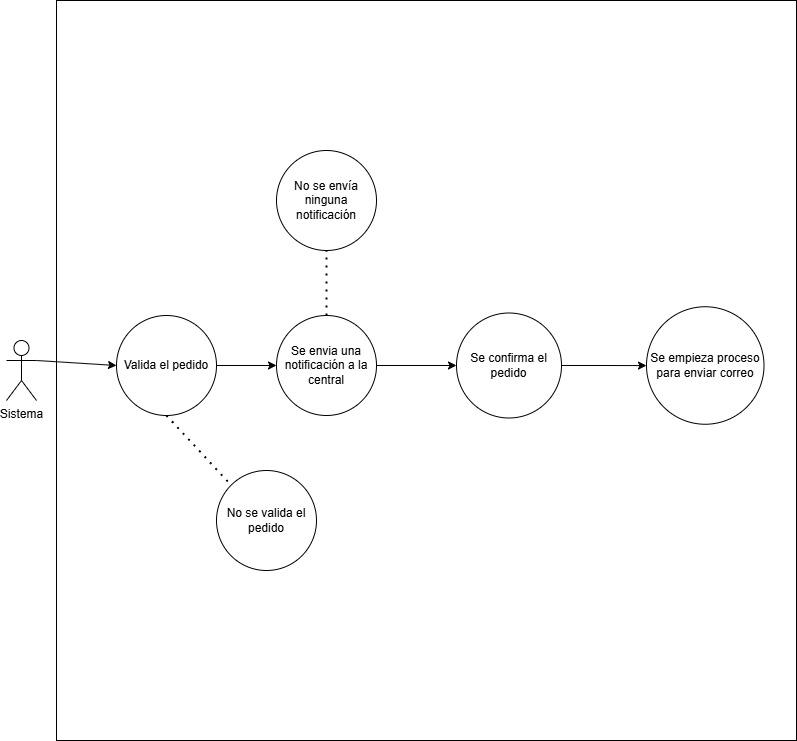 No se envía
ninguna
notificación
Valida el pedido
Se envia una
notificación a la
central
Se confirma el
pedido
Se empieza proceso
para enviar correo
Sistema
No se valida el
pedido